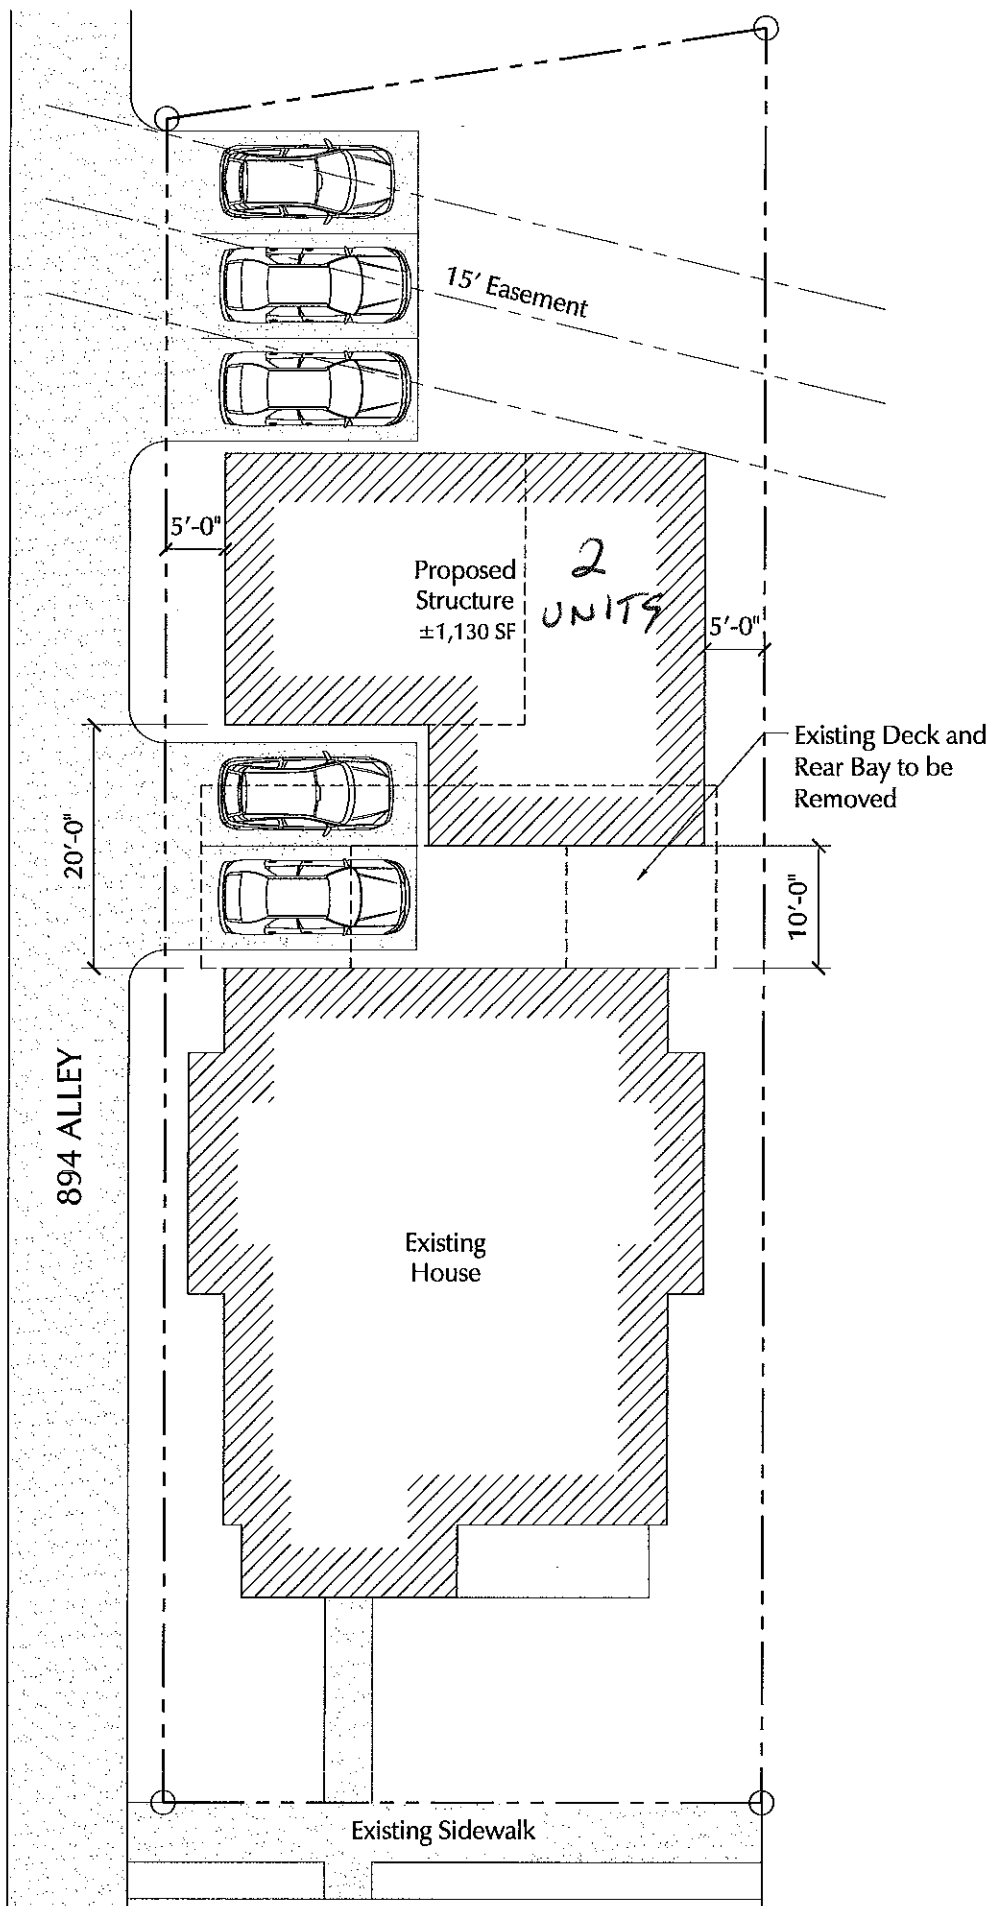 15' Easement
5'-0"
Proposed
Structure
±1,130 SF
2
UNITS
5'-0"
Existing Deck and
Rear Bay to be
Removed
20'-0"
10'-0"
894 ALLEY
Existing
House
Existing Sidewalk